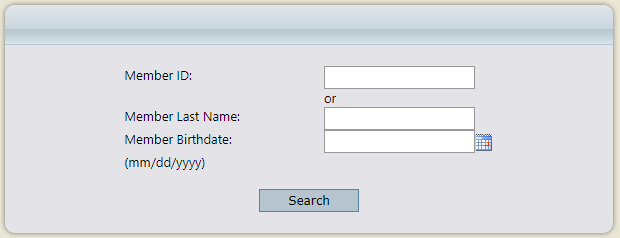 Member ID:
or
Member Last Name:
Member Birthdate:
(mm/dd/yyyy)
Search